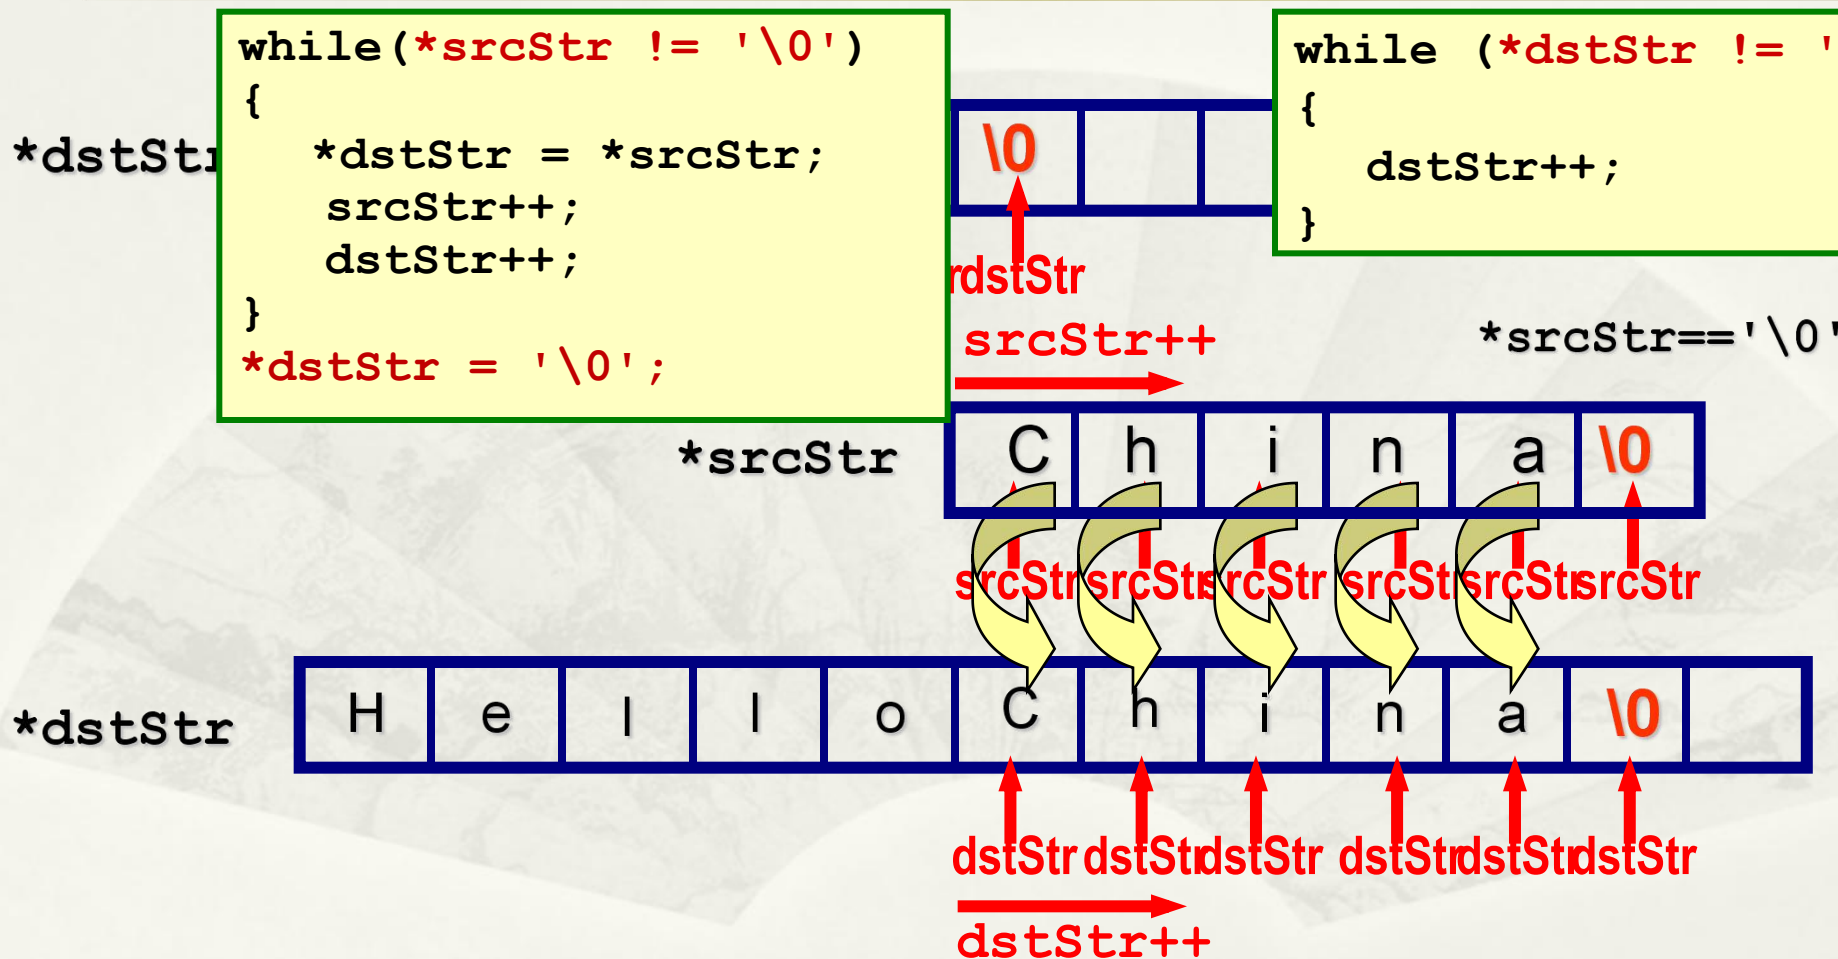 while(*srcStr != '\0')
{
*dstStr = *srcStr;
srcStr++;
dstStr++;
}
*dstStr = '\0';
while (*dstStr != '
{
dstStr++;
}
*dstStr
\0
dstStr
srcStr++
*srcStr=='\0'
*srcStr C h i n a \0
srcStr srcStr srcStr srcStr srcStr srcStr
*dstStr H e l l o C h i n a \0
dstStr dstStr dstStr dstStr dstStr dstStr
dstStr++